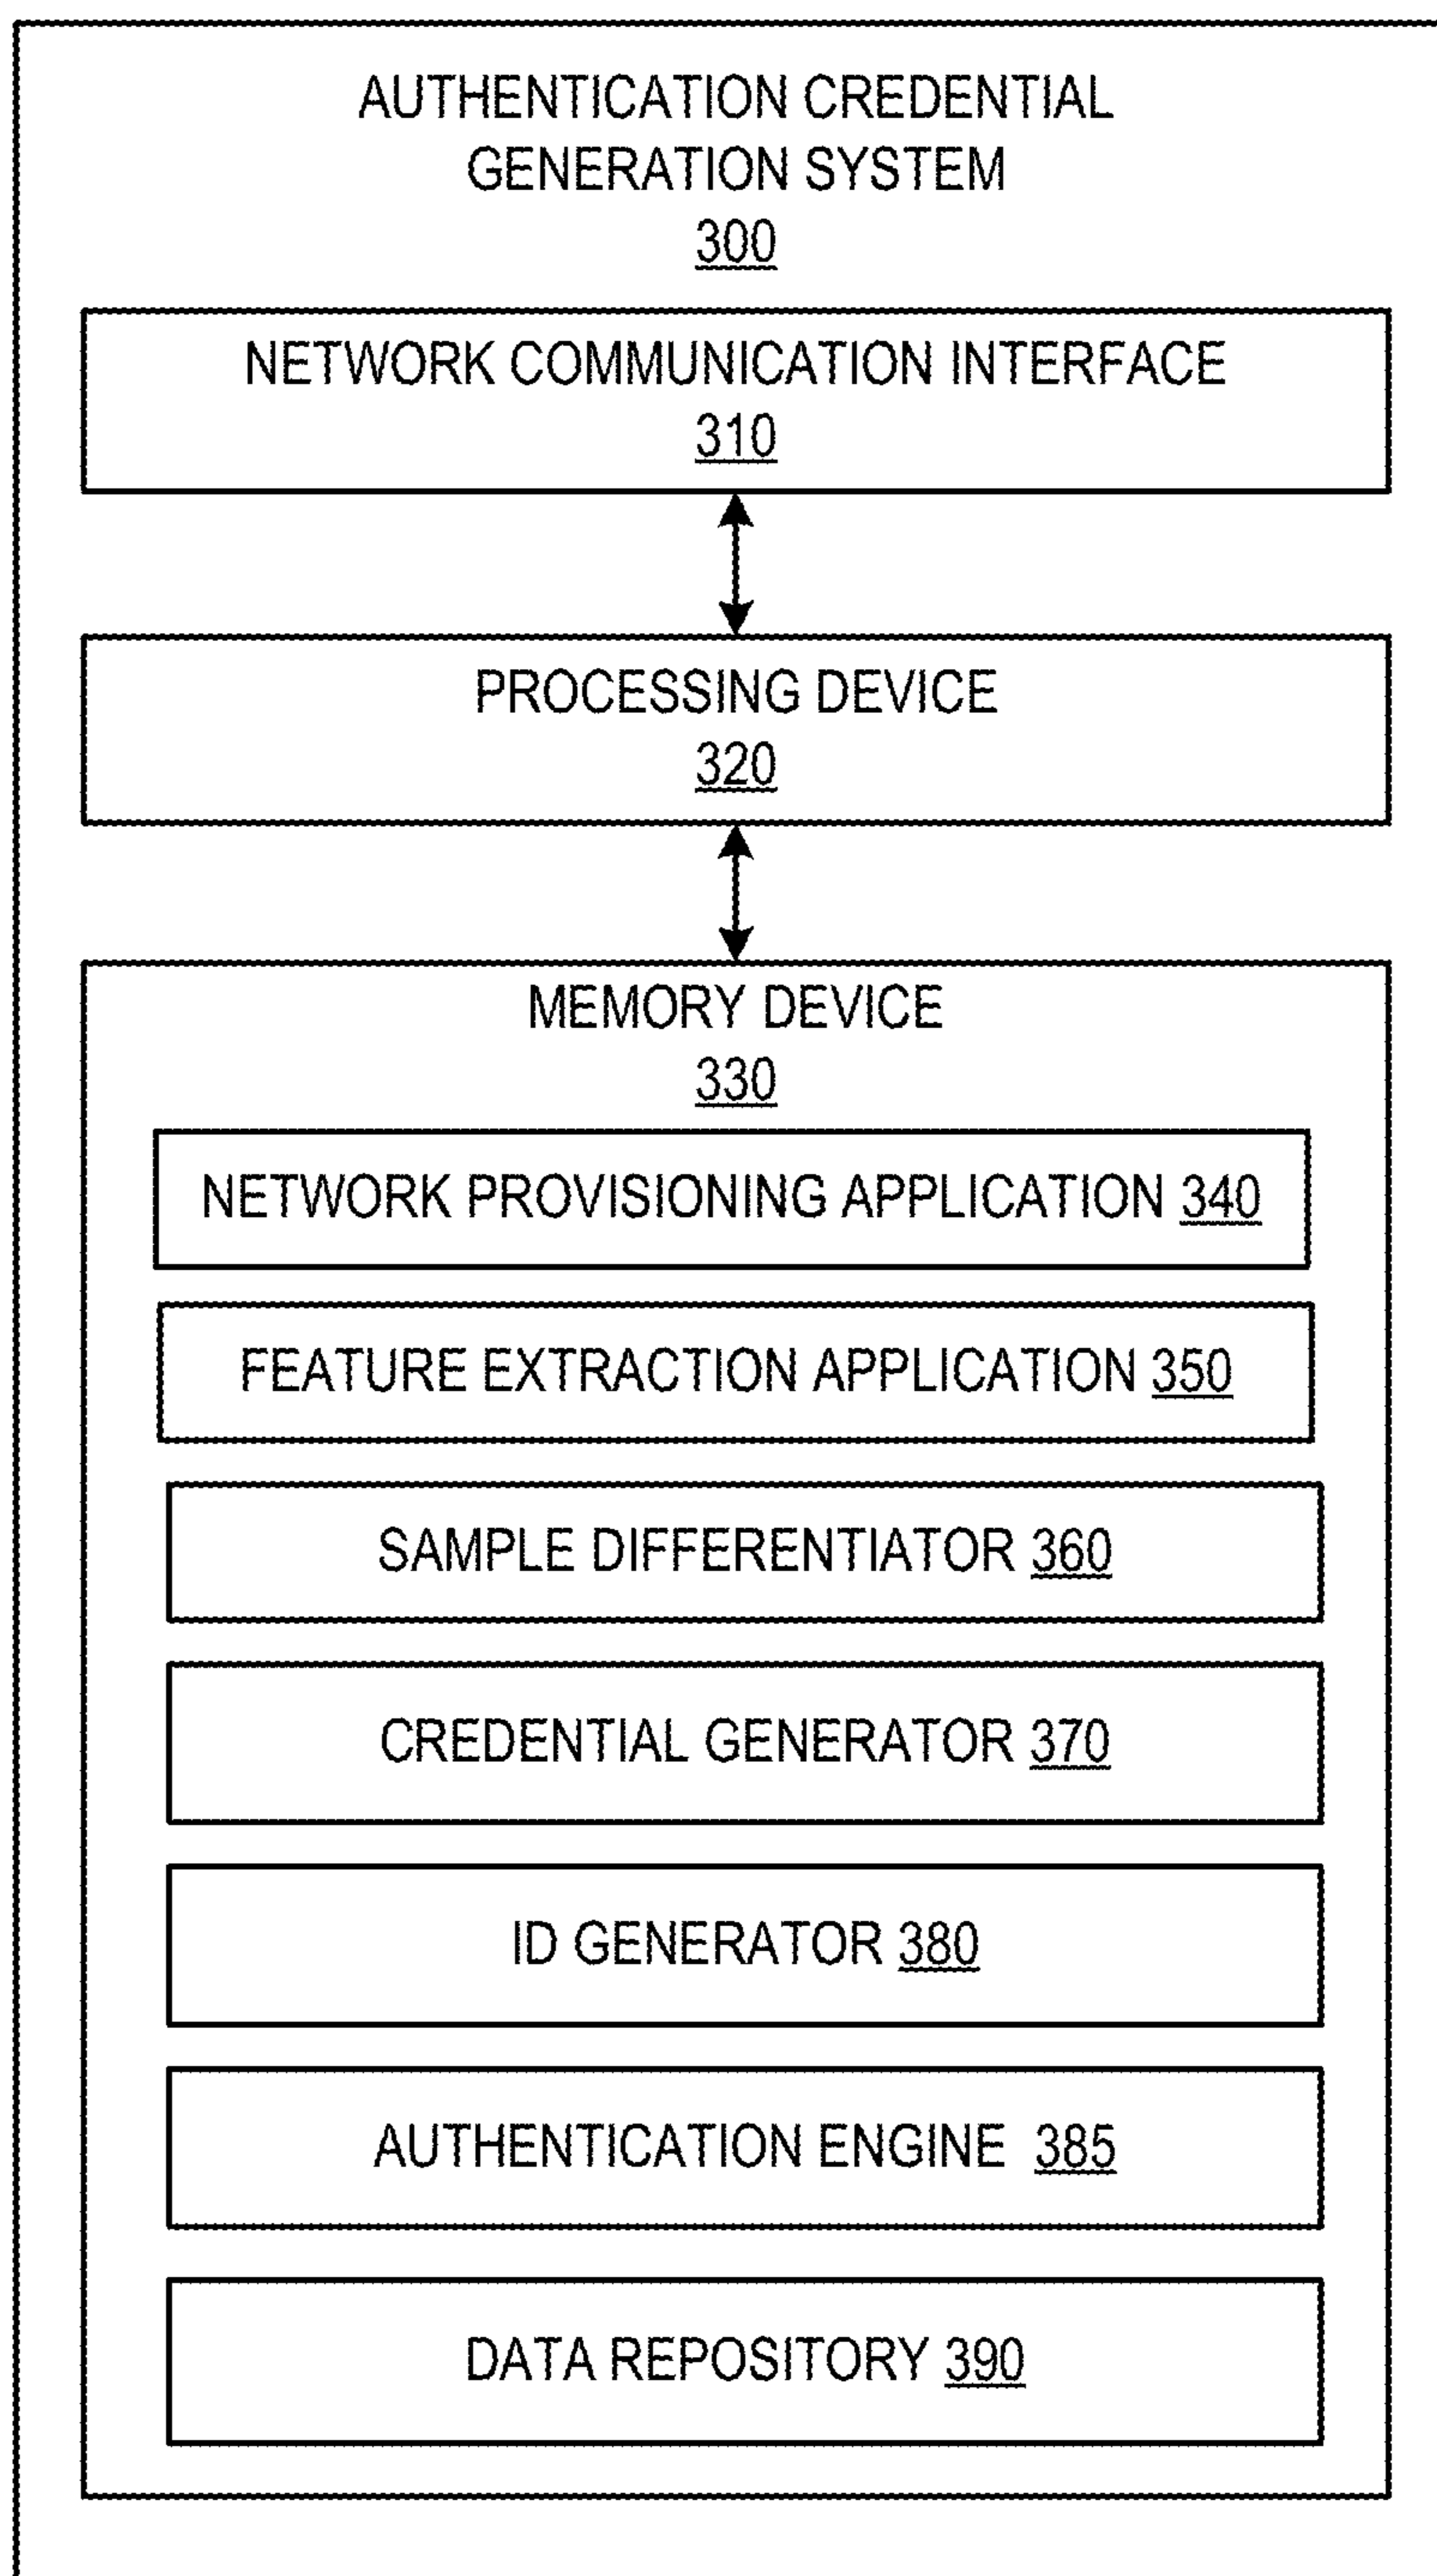 AUTHENTICATION CREDENTIAL
GENERATION SYSTEM
300
NETWORK COMMUNICATION INTERFACE
310
PROCESSING DEVICE
320
MEMORY DEVICE
330
NETWORK PROVISIONING APPLICATION 340
FEATURE EXTRACTION APPLICATION 350
SAMPLE DIFFERENTIATOR 360
CREDENTIAL GENERATOR 370
ID GENERATOR 380
AUTHENTICATION ENGINE 385
DATA REPOSITORY 390